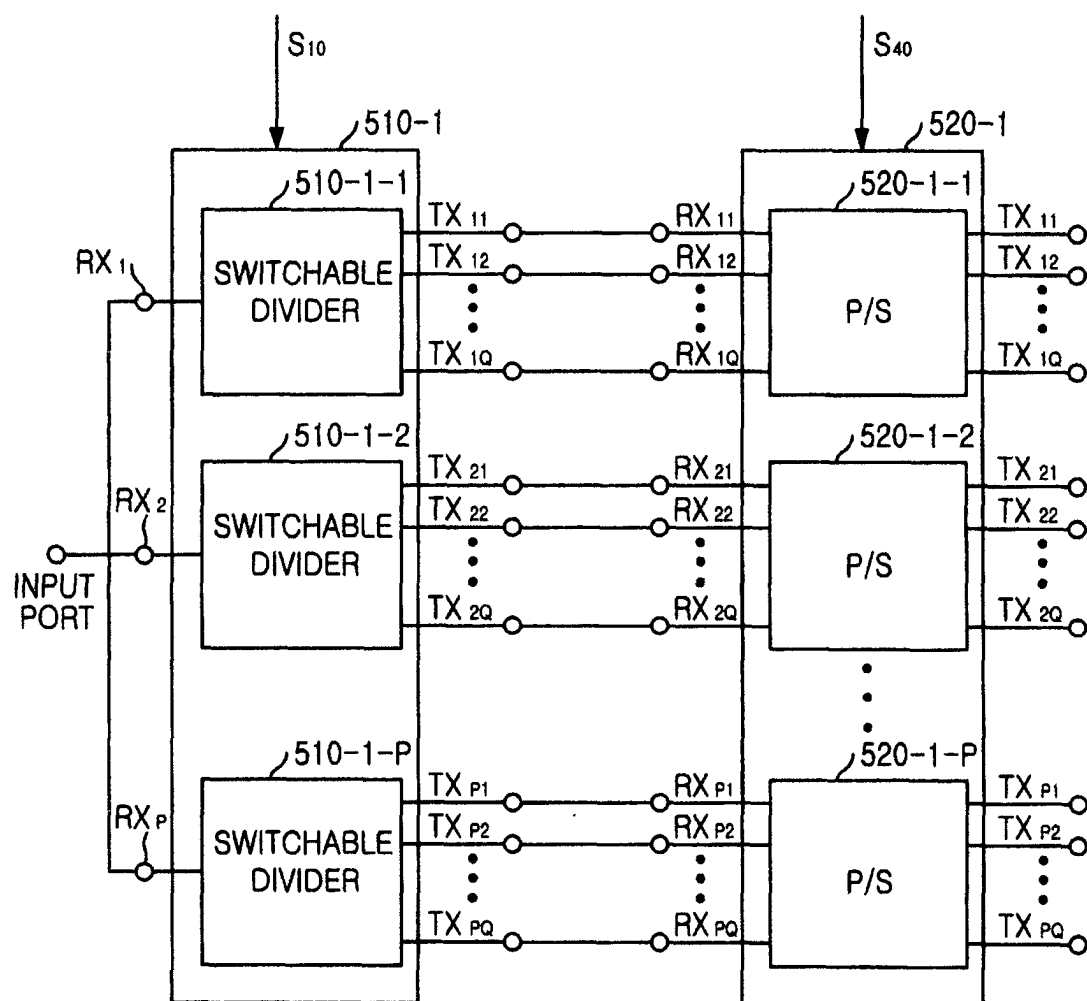 S10
S40
510-1
520-1
510-1-1
520-1-1
RX1
SWITCHABLE
DIVIDER
TX11
TX12
TX1Q
RX11
RX12
RX1Q
P/S
TX11
TX12
TX1Q
510-1-2
520-1-2
INPUT
PORT
RX2
SWITCHABLE
DIVIDER
TX21
TX22
TX2Q
RX21
RX22
RX2Q
P/S
TX21
TX22
TX2Q
510-1-P
520-1-P
RXP
SWITCHABLE
DIVIDER
TXP1
TXP2
TXPQ
RXP1
RXP2
RXPQ
P/S
TXP1
TXP2
TXPQ